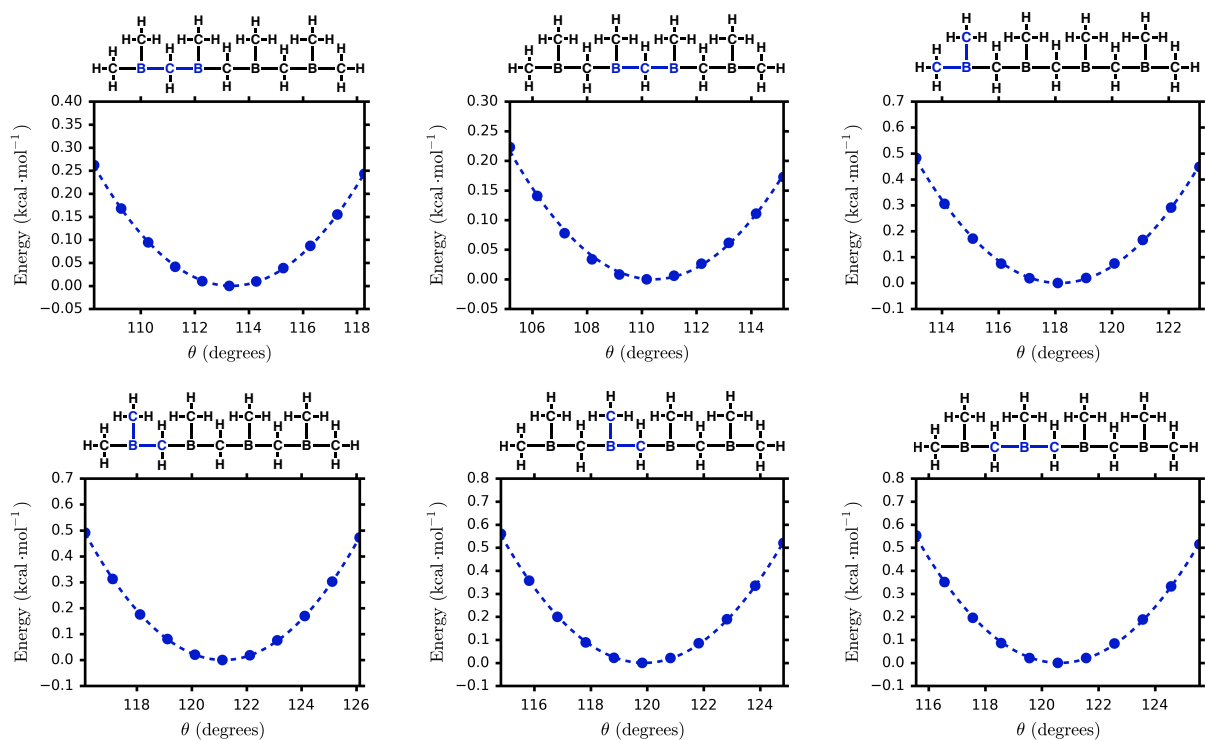 H H H H
H C H H C H H C H H C H
H H H H H
H C B C B C B C B C H
H H H H H
0.40
0.35
0.30
0.25
0.20
0.15
0.10
0.05
0.00
−0.05
Energy (kcal·mol⁻¹)
110 112 114 116 118
θ (degrees)
H H H H
H C H H C H H C H H C H
H H H H H
H C B C B C B C B C H
H H H H H
0.30
0.25
0.20
0.15
0.10
0.05
0.00
−0.05
Energy (kcal·mol⁻¹)
106 108 110 112 114
θ (degrees)
H H H H
H C H H C H H C H H C H
H H H H H
H C B C B C B C B C H
H H H H H
0.7
0.6
0.5
0.4
0.3
0.2
0.1
0.0
−0.1
Energy (kcal·mol⁻¹)
114 116 118 120 122
θ (degrees)
H H H H
H C H H C H H C H H C H
H H H H H
H C B C B C B C B C H
H H H H H
0.7
0.6
0.5
0.4
0.3
0.2
0.1
0.0
−0.1
Energy (kcal·mol⁻¹)
118 120 122 124 126
θ (degrees)
H H H H
H C H H C H H C H H C H
H H H H H
H C B C B C B C B C H
H H H H H
0.8
0.7
0.6
0.5
0.4
0.3
0.2
0.1
0.0
−0.1
Energy (kcal·mol⁻¹)
116 118 120 122 124
θ (degrees)
H H H H
H C H H C H H C H H C H
H H H H H
H C B C B C B C B C H
H H H H H
0.8
0.7
0.6
0.5
0.4
0.3
0.2
0.1
0.0
−0.1
Energy (kcal·mol⁻¹)
116 118 120 122 124
θ (degrees)